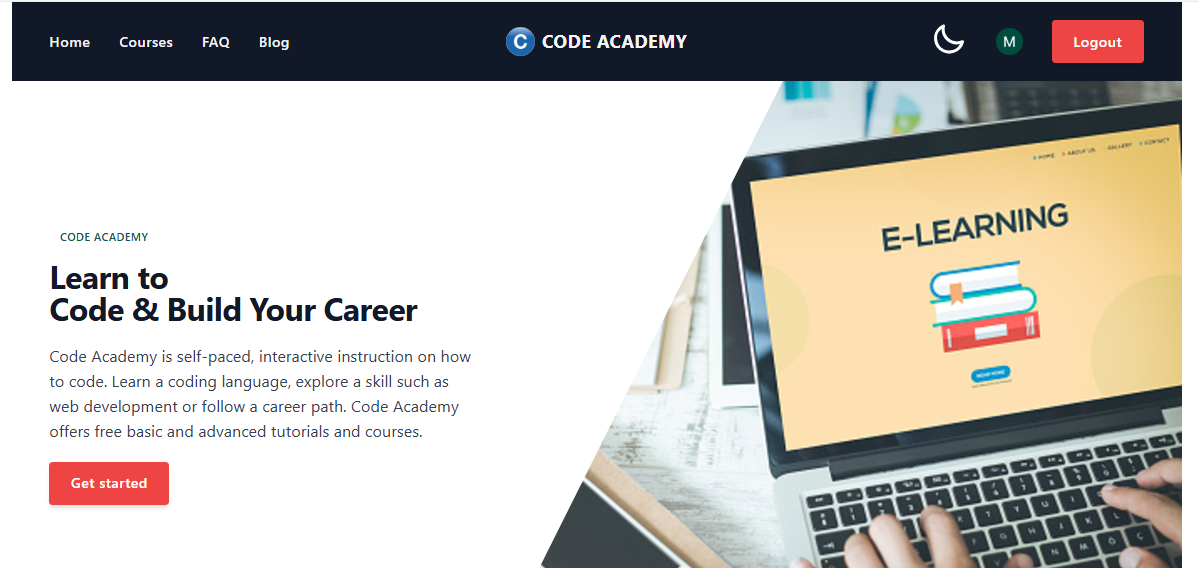 Home Courses FAQ Blog
C CODE ACADEMY
M
Logout
CODE ACADEMY
Learn to
Code & Build Your Career
Code Academy is self-paced, interactive instruction on how
to code. Learn a coding language, explore a skill such as
web development or follow a career path. Code Academy
offers free basic and advanced tutorials and courses.
Get started
HOME ABOUT US GALLERY CONTACT
E-LEARNING
READ MORE